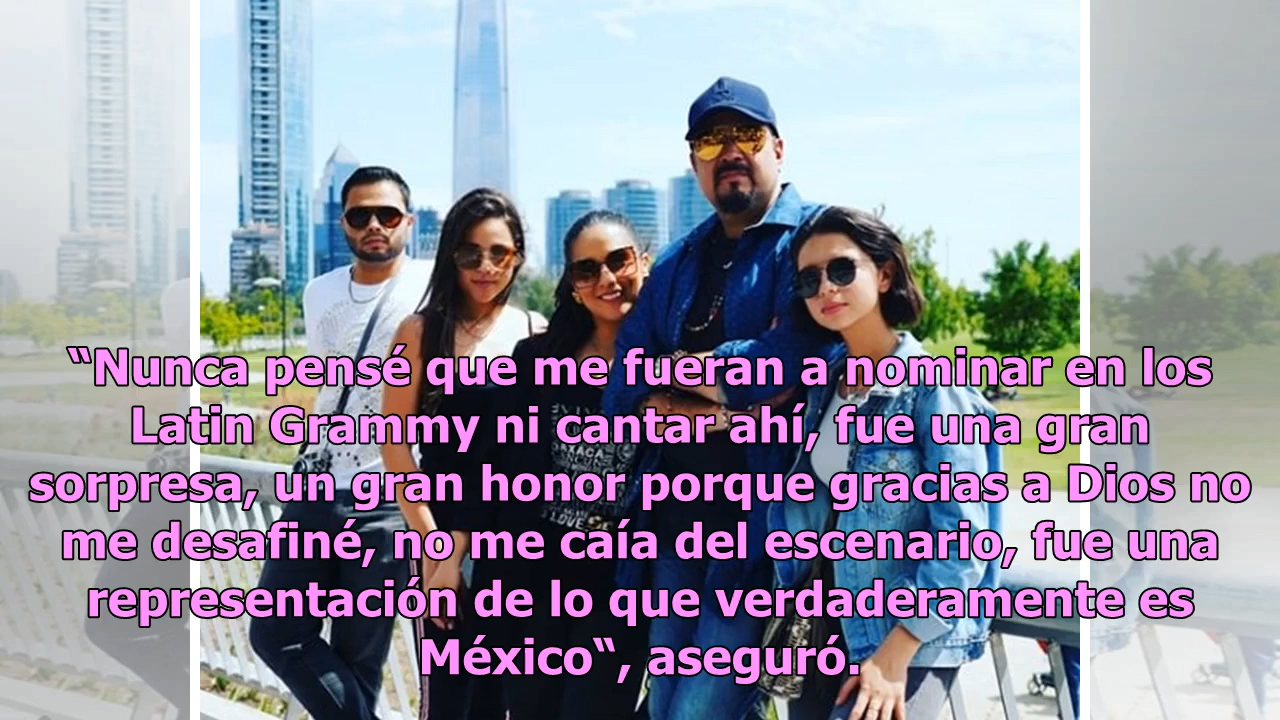 “Nunca pensé que me fueran a nominar en los
Latin Grammy ni cantar ahí, fue una gran
sorpresa, un gran honor porque gracias a Dios no
me desafiné, no me caía del escenario, fue una
representación de lo que verdaderamente es
México“, aseguró.
OAXACA
LOVE